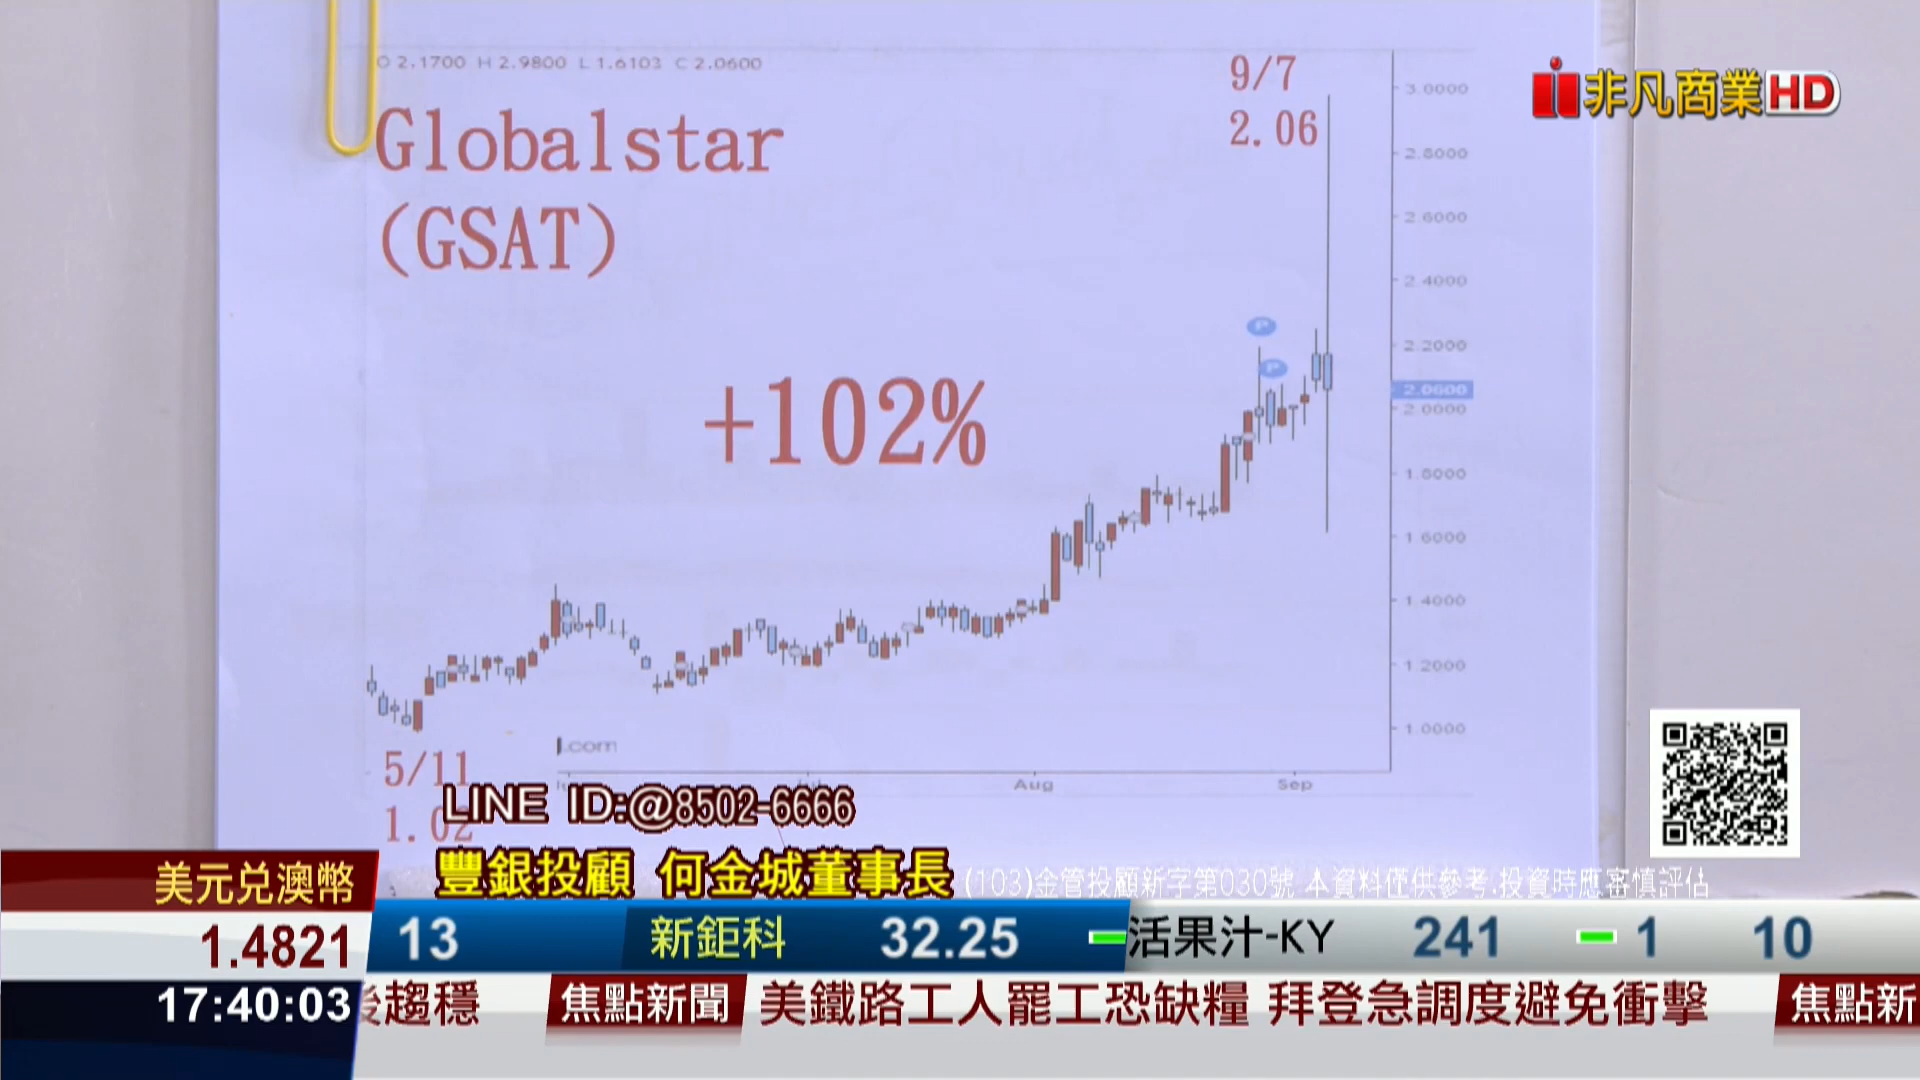 O 2.1700 H 2.9800 L 1.6103 C 2.0600
9/7
2.06
非凡商業HD
Globalstar
(GSAT)
+102%
P
P
3.0000
2.8000
2.6000
2.4000
2.2000
2.0600
2.0000
1.8000
1.6000
1.4000
1.2000
1.0000
.com
Aug
Sep
5/11
1.02
LINE ID:@8502-6666
豐銀投顧 何金城董事長
(103)金管投顧新字第030號 本資料僅供參考.投資時應審慎評估
美元兌澳幣
1.4821
13 新鉅科 32.25 活果汁-KY 241 1 10
17:40:03
後趨穩 焦點新聞 美鐵路工人罷工恐缺糧 拜登急調度避免衝擊 焦點新